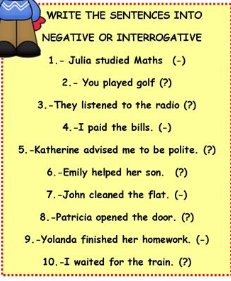 WRITE THE SENTENCES INTO
NEGATIVE OR INTERROGATIVE
1.- Julia studied Maths (-)
2.- You played golf (?)
3.-They listened to the radio (?)
4.-I paid the bills. (-)
5.-Katherine advised me to be polite. (?)
6.-Emily helped her son. (?)
7.-John cleaned the flat. (-)
8.-Patricia opened the door. (?)
9.-Yolanda finished her homework. (-)
10.-I waited for the train. (?)